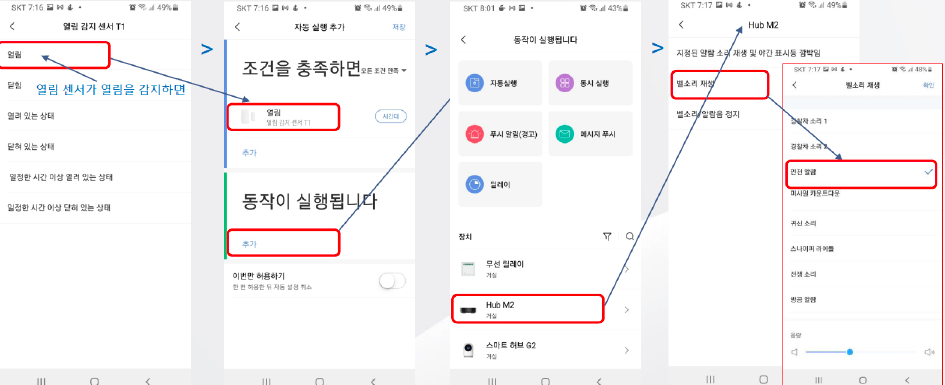 SKT 7:16 49%
열림 감지 센서 T1
열림
닫힘
열림 센서가 열림을 감지하면
열려 있는 상태
닫혀 있는 상태
일정한 시간 이상 열려 있는 상태
일정한 시간 이상 닫혀 있는 상태
>
SKT 7:16 49%
자동 실행 추가
저장
조건을 충족하면
모든 조건 만족
열림
열림 감지 센서 T1
시간대
추가
동작이 실행됩니다
추가
이번만 허용하기
한 번 허용한 뒤 자동 설정 취소
>
SKT 8:01 43%
동작이 실행됩니다
자동실행
동시 실행
푸시 알림(경고)
메시지 푸시
딜레이
장치
무선 릴레이
거실
Hub M2
거실
스마트 허브 G2
거실
>
SKT 7:17 49%
Hub M2
지정된 알람 소리 재생 및 야간 표시등 깜박임
벨소리 재생
벨소리/알람음 정지
SKT 7:17 48%
벨소리 재생
확인
경찰차 소리 1
경찰차 소리 2
안전 알람
미사일 카운트다운
귀신 소리
스나이퍼 라이플
전쟁 소리
방공 알람
음량